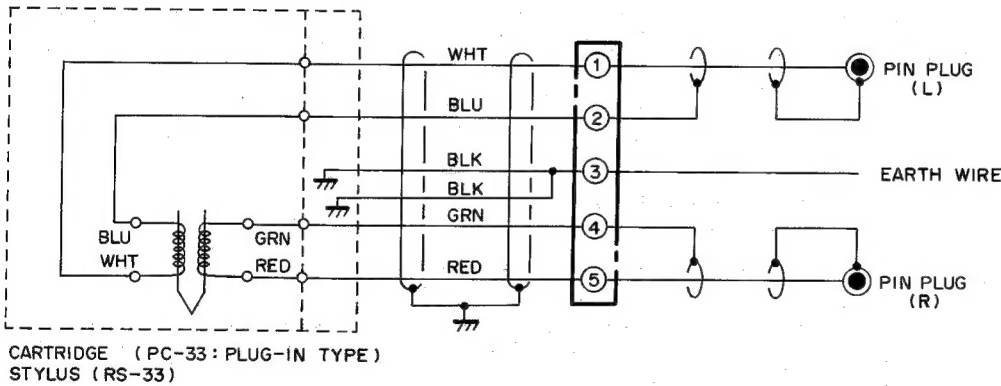 WHT
①
PIN PLUG
(L)
BLU
②
BLK
③
EARTH WIRE
BLK
GRN
④
BLU
GRN
WHT
RED
RED
⑤
PIN PLUG
(R)
CARTRIDGE (PC-33: PLUG-IN TYPE)
STYLUS (RS-33)